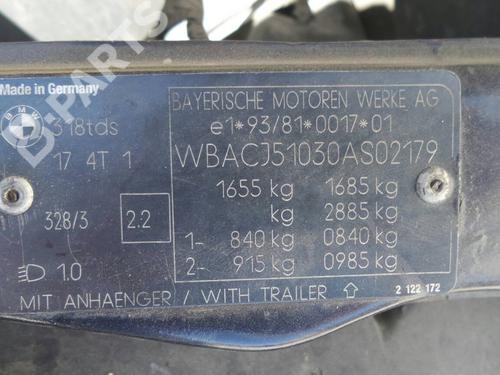 B-PARTS
Made in Germany
BMW
318tds
17 4T 1
328/3
2.2
1.0
BAYERISCHE MOTOREN WERKE AG
e1*93/81*0017*01
WBACJ51030AS02179
1655 kg 1685 kg
kg 2885 kg
1- 840 kg 0840 kg
2- 915 kg 0985 kg
MIT ANHAENGER / WITH TRAILER ⇧
2 122 172